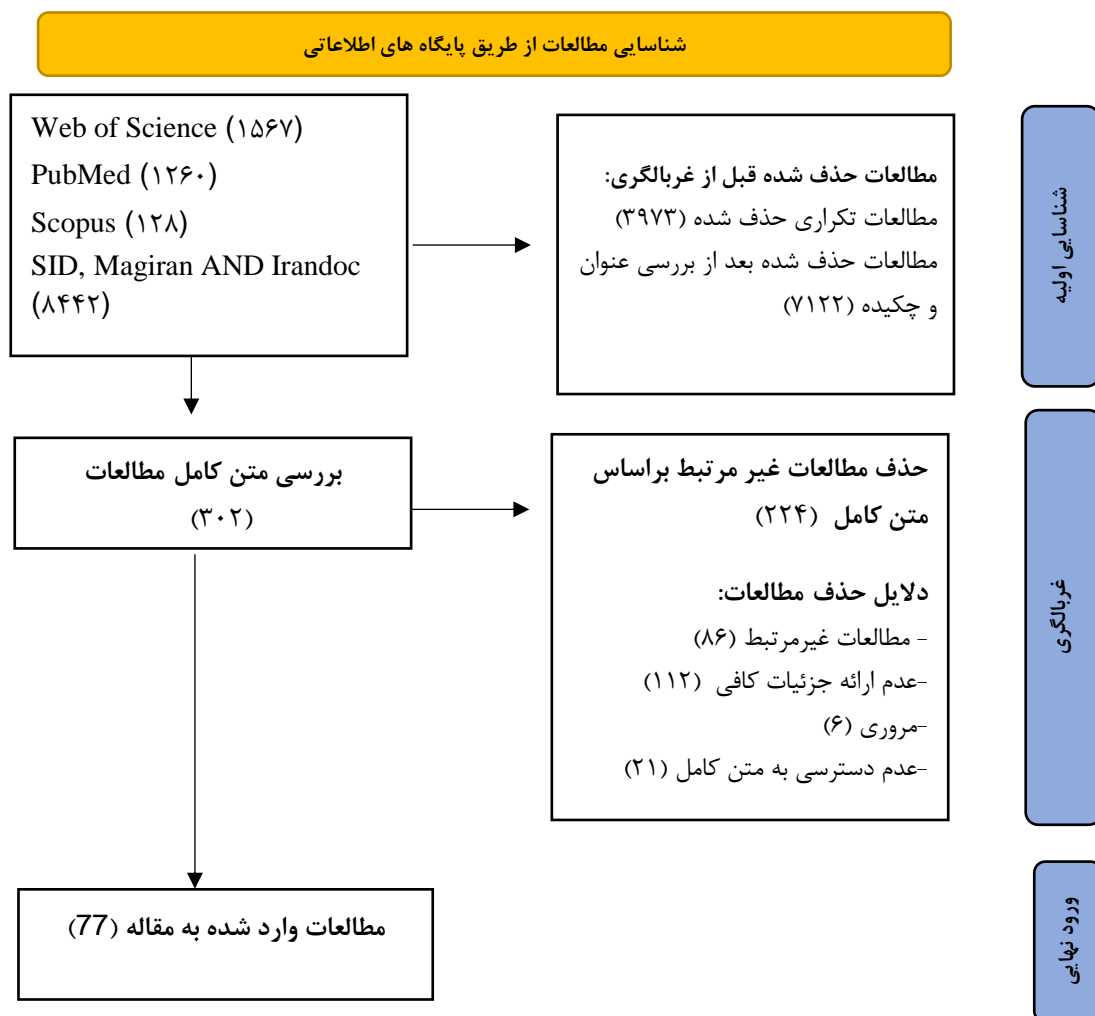 شناسایی مطالعات از طریق پایگاه های اطلاعاتی
Web of Science (۱۵۶۷)
PubMed (۱۲۶۰)
Scopus (۱۲۸)
SID, Magiran AND Irandoc
(۸۴۴۲)
مطالعات حذف شده قبل از غربالگری:
مطالعات تکراری حذف شده (۳۹۷۳)
مطالعات حذف شده بعد از بررسی عنوان
و چکیده (۷۱۲۲)
شناسایی اولیه
بررسی متن کامل مطالعات
(۳۰۲)
حذف مطالعات غیر مرتبط براساس
متن کامل (۲۲۴)
دلایل حذف مطالعات:
- مطالعات غیرمرتبط (۸۶)
-عدم ارائه جزئیات کافی (۱۱۲)
-مروری (۶)
-عدم دسترسی به متن کامل (۲۱)
غربالگری
مطالعات وارد شده به مقاله (77)
ورود نهایی